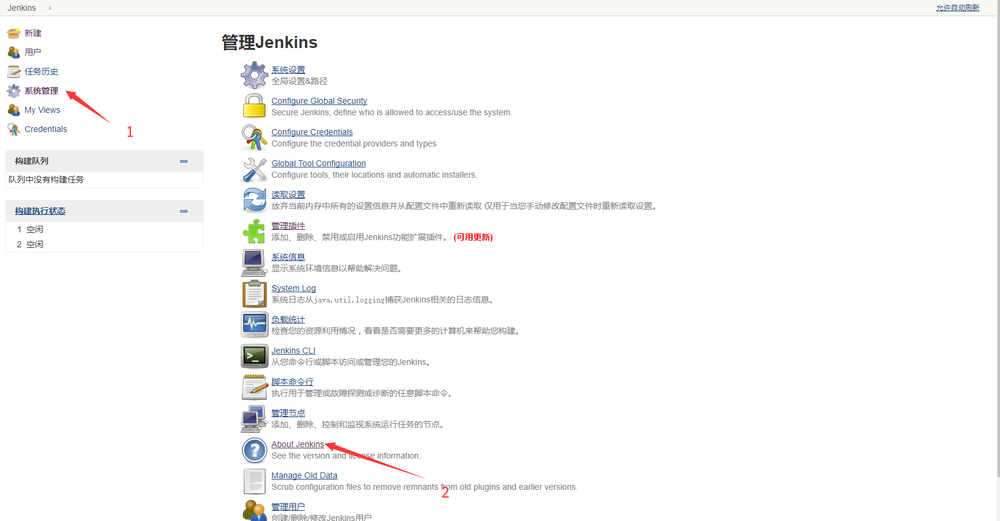 Jenkins
允许自动刷新
新建
用户
任务历史
系统管理
My Views
Credentials
1
构建队列
队列中没有构建任务
构建执行状态
1 空闲
2 空闲
管理Jenkins
系统设置
全局设置&路径
Configure Global Security
Secure Jenkins; define who is allowed to access/use the system.
Configure Credentials
Configure the credential providers and types
Global Tool Configuration
Configure tools, their locations and automatic installers.
读取设置
放弃当前内存中所有的设置信息并从配置文件中重新读取 仅用于当您手动修改配置文件时重新读取设置。
管理插件
添加、删除、禁用或启用Jenkins功能扩展插件。 (可用更新)
系统信息
显示系统环境信息以帮助解决问题。
System Log
系统日志从java.util.logging捕获Jenkins相关的日志信息。
负载统计
检查您的资源利用情况，看看是否需要更多的计算机来帮助您构建。
Jenkins CLI
从您命令行或脚本访问或管理您的Jenkins。
脚本命令行
执行用于管理或故障探测或诊断的任意脚本命令。
管理节点
添加、删除、控制和监视系统运行任务的节点。
About Jenkins
See the version and license information.
Manage Old Data
Scrub configuration files to remove remnants from old plugins and earlier versions.
2
管理用户
创建/删除/修改Jenkins用户